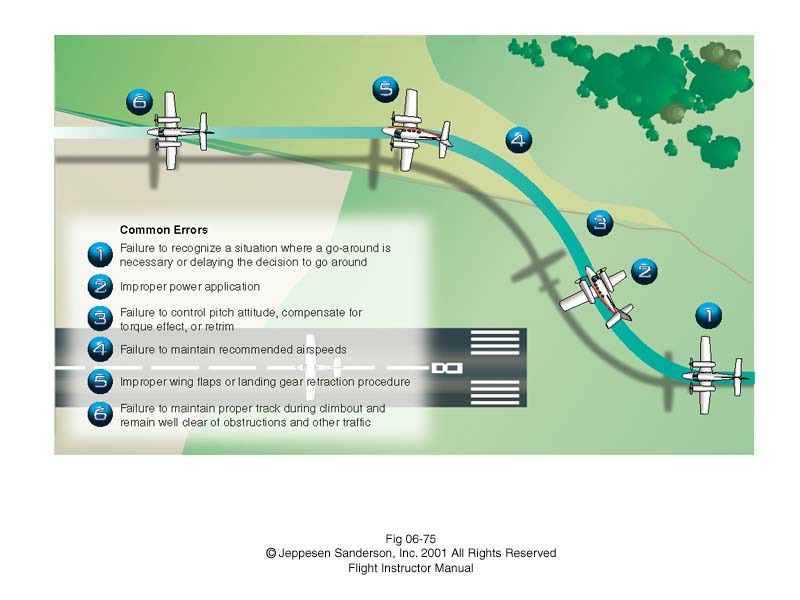 6
5
4
3
2
1
Common Errors
1 Failure to recognize a situation where a go-around is
necessary or delaying the decision to go around
2 Improper power application
3 Failure to control pitch attitude, compensate for
torque effect, or retrim
4 Failure to maintain recommended airspeeds
5 Improper wing flaps or landing gear retraction procedure
6 Failure to maintain proper track during climbout and
remain well clear of obstructions and other traffic
Fig 06-75
© Jeppesen Sanderson, Inc. 2001 All Rights Reserved
Flight Instructor Manual